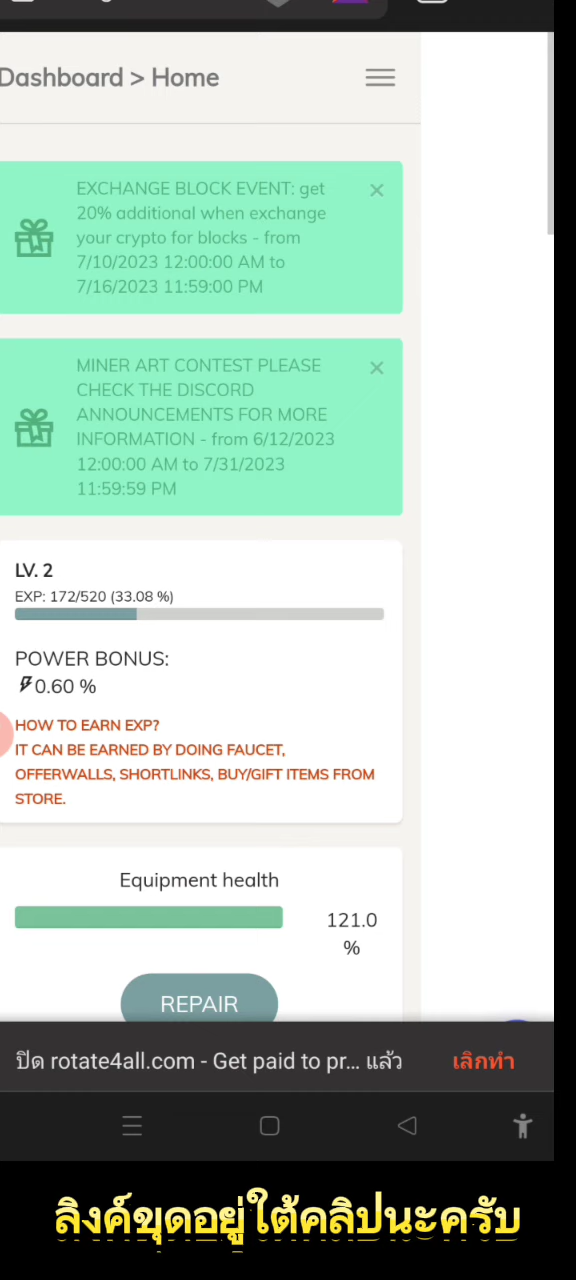 Dashboard > Home
EXCHANGE BLOCK EVENT: get
20% additional when exchange
your crypto for blocks - from
7/10/2023 12:00:00 AM to
7/16/2023 11:59:00 PM
MINER ART CONTEST PLEASE
CHECK THE DISCORD
ANNOUNCEMENTS FOR MORE
INFORMATION - from 6/12/2023
12:00:00 AM to 7/31/2023
11:59:59 PM
LV. 2
EXP: 172/520 (33.08 %)
POWER BONUS:
0.60 %
HOW TO EARN EXP?
IT CAN BE EARNED BY DOING FAUCET,
OFFERWALLS, SHORTLINKS, BUY/GIFT ITEMS FROM
STORE.
Equipment health
121.0
%
REPAIR
ปิด rotate4all.com - Get paid to pr... แล้ว
เลิกทำ
ลิงค์ขุดอยู่ใต้คลิปนะครับ